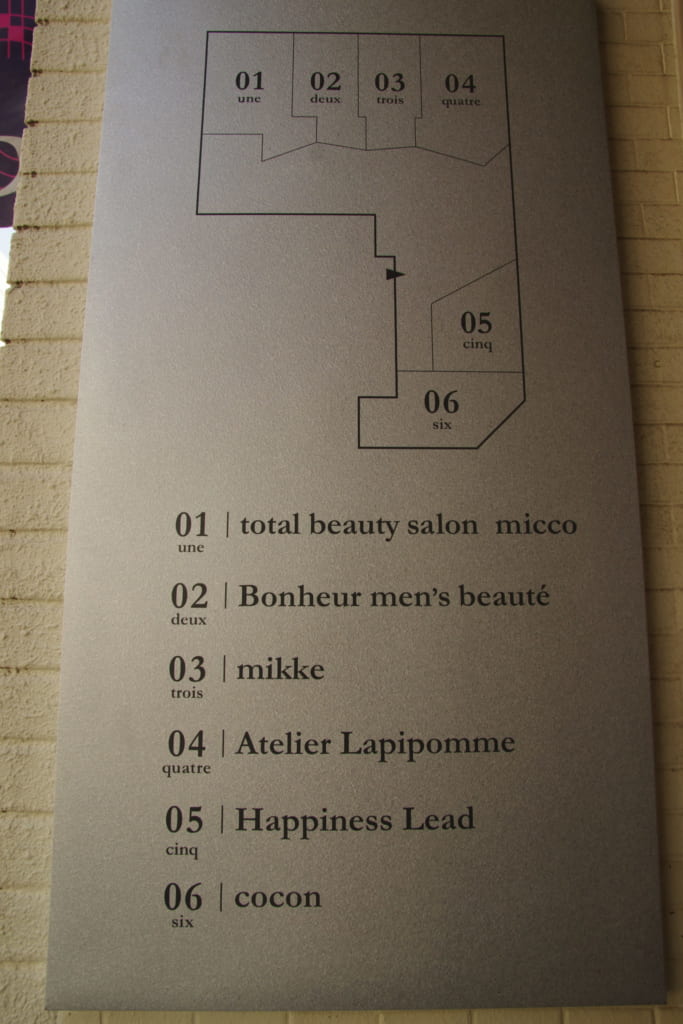 01 02 03 04
une deux trois quatre
05
cinq
06
six
01 | total beauty salon micco
une
02 | Bonheur men's beauté
deux
03 | mikke
trois
04 | Atelier Lapipomme
quatre
05 | Happiness Lead
cinq
06 | cocon
six